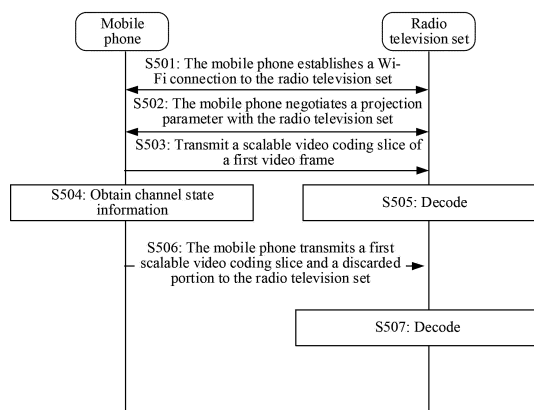 Mobile
phone
Radio
television set
S501: The mobile phone establishes a Wi-
Fi connection to the radio television set
S502: The mobile phone negotiates a projection
parameter with the radio television set
S503: Transmit a scalable video coding slice of
a first video frame
S504: Obtain channel state
information
S505: Decode
S506: The mobile phone transmits a first
scalable video coding slice and a discarded
portion to the radio television set
S507: Decode